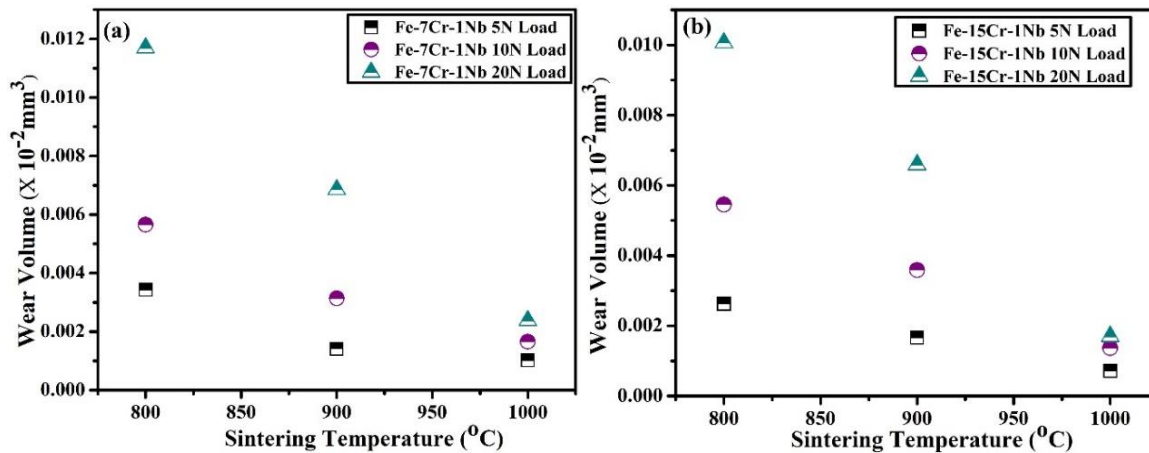 (a)
Fe-7Cr-1Nb 5N Load
Fe-7Cr-1Nb 10N Load
Fe-7Cr-1Nb 20N Load
Wear Volume (X 10⁻²mm³)
0.012
0.010
0.008
0.006
0.004
0.002
0.000
800 850 900 950 1000
Sintering Temperature (⁰C)
(b)
Fe-15Cr-1Nb 5N Load
Fe-15Cr-1Nb 10N Load
Fe-15Cr-1Nb 20N Load
Wear Volume (X 10⁻²mm³)
0.010
0.008
0.006
0.004
0.002
0.000
800 850 900 950 1000
Sintering Temperature (⁰C)